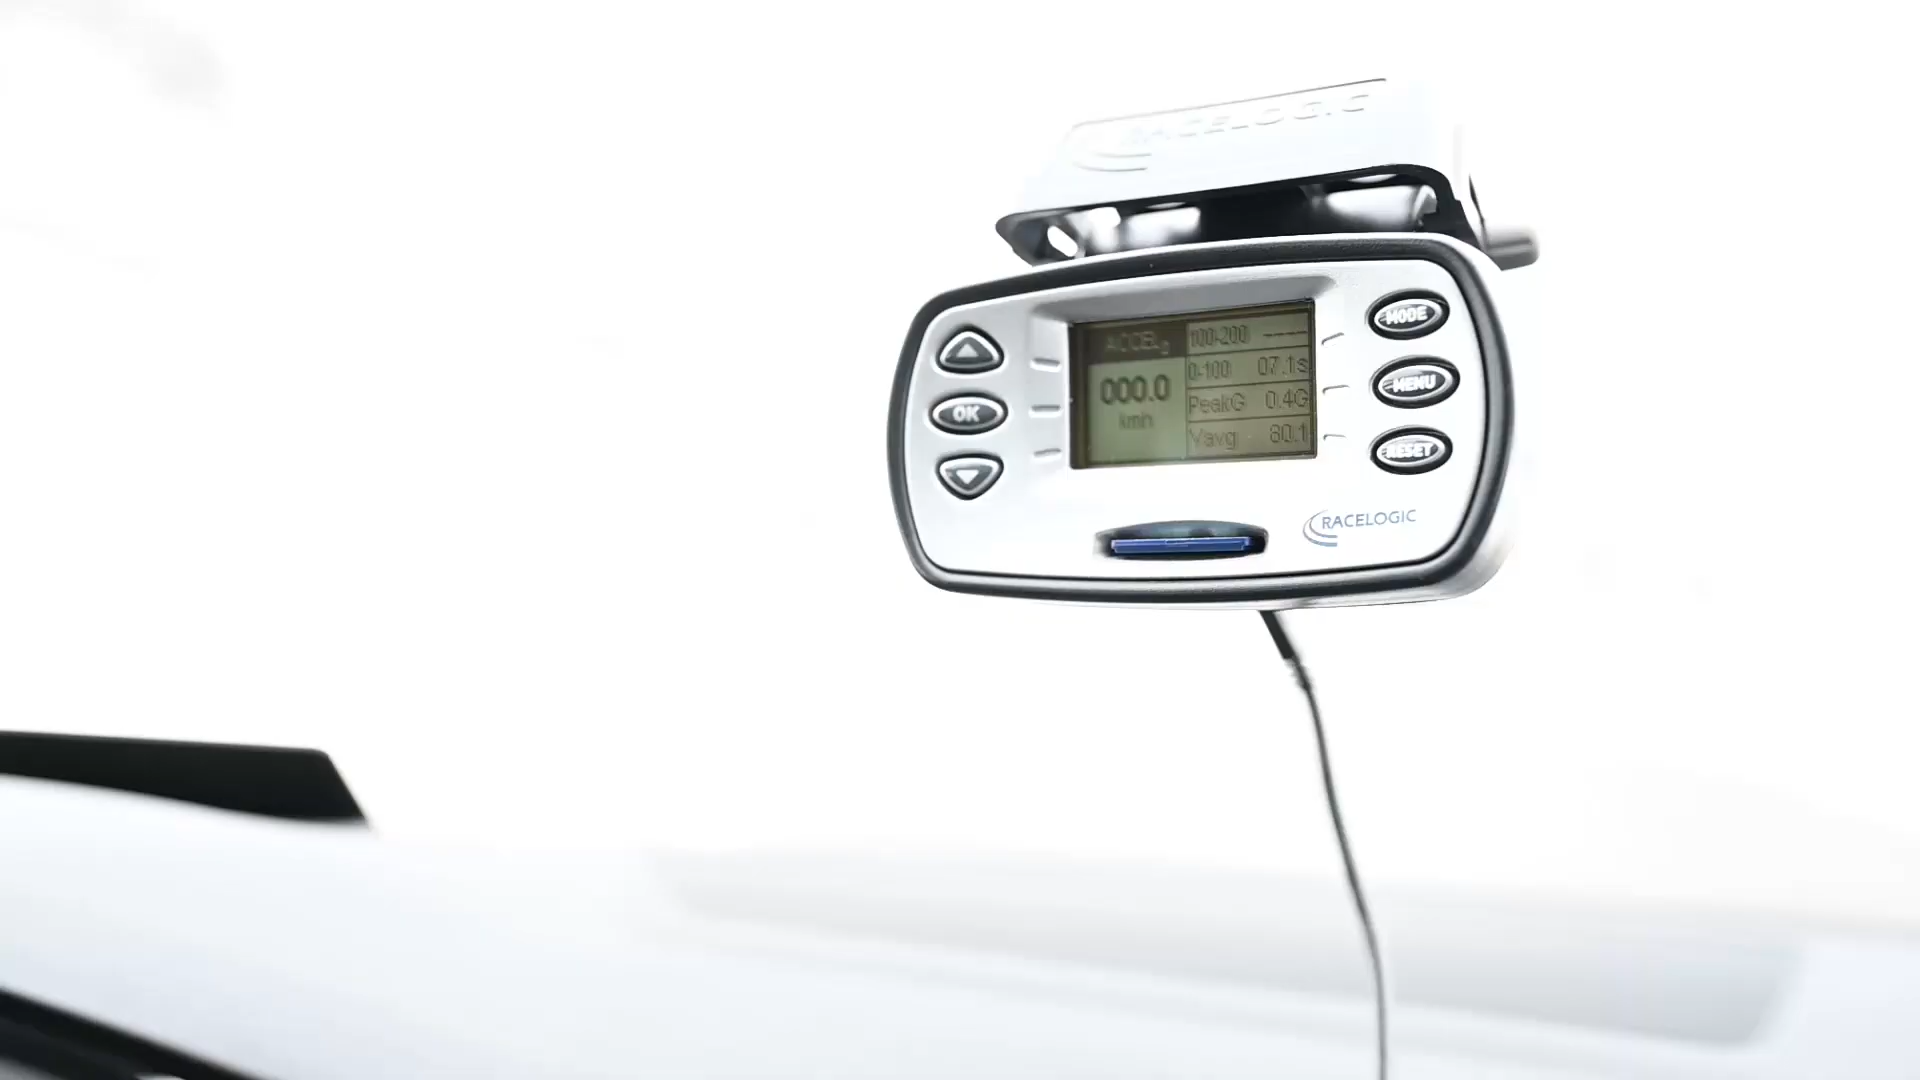 RACELOGIC
ACCEL
000.0
km/h
100-200 ----
0-100 07.1s
PeakG 0.4G
Vavg 80.1
OK
MODE
MENU
RESET
RACELOGIC